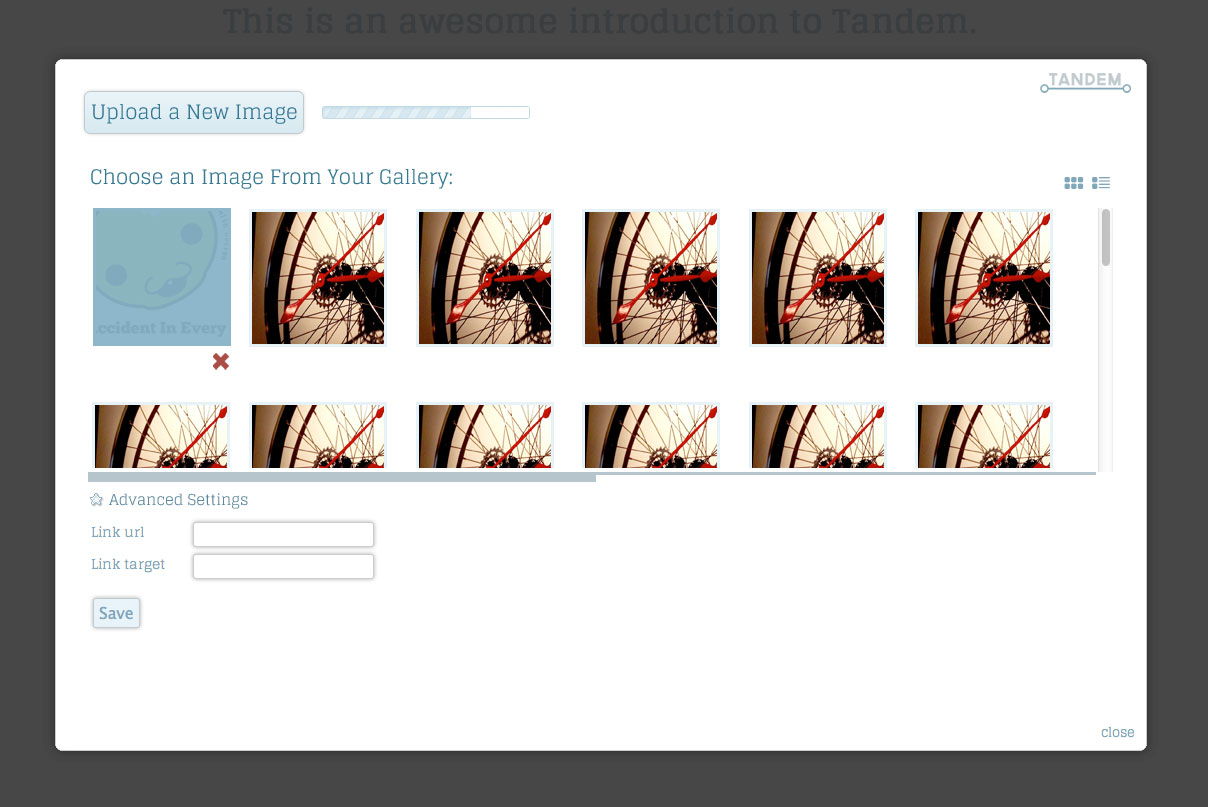 This is an awesome introduction to Tandem.
TANDEM
Upload a New Image
Choose an Image From Your Gallery:
ccident In Every
Advanced Settings
Link url
Link target
Save
close